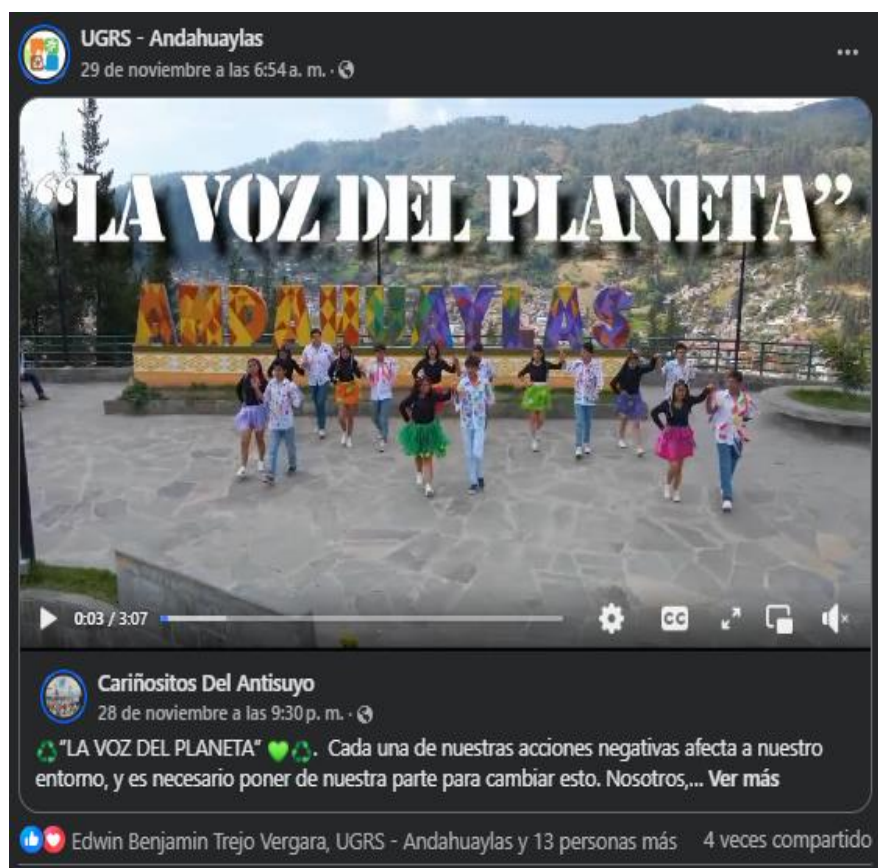 UGRS - Andahuaylas
29 de noviembre a las 6:54 a. m. ·
“LA VOZ DEL PLANETA”
ANDAHUAYLAS
0:03 / 3:07
CC
Cariñositos Del Antisuyo
28 de noviembre a las 9:30 p. m. ·
“LA VOZ DEL PLANETA” . Cada una de nuestras acciones negativas afecta a nuestro
entorno, y es necesario poner de nuestra parte para cambiar esto. Nosotros,... Ver más
Edwin Benjamin Trejo Vergara, UGRS - Andahuaylas y 13 personas más 4 veces compartido